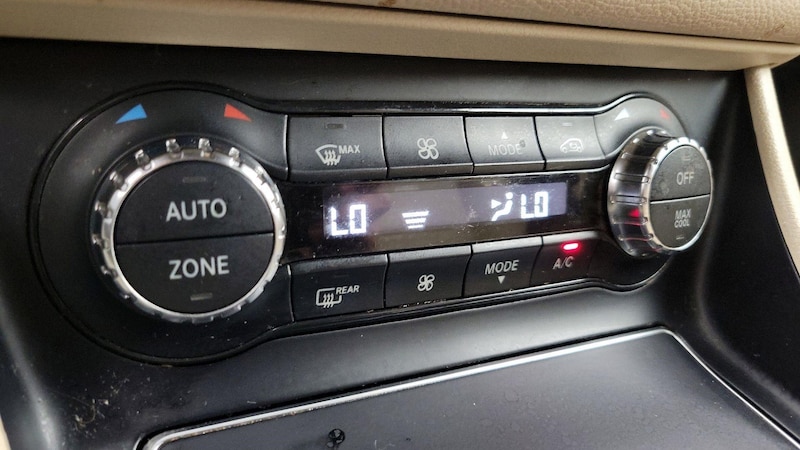 MAX
MODE
OFF
AUTO
LO
LO
MAX
COOL
ZONE
REAR
MODE
A/C